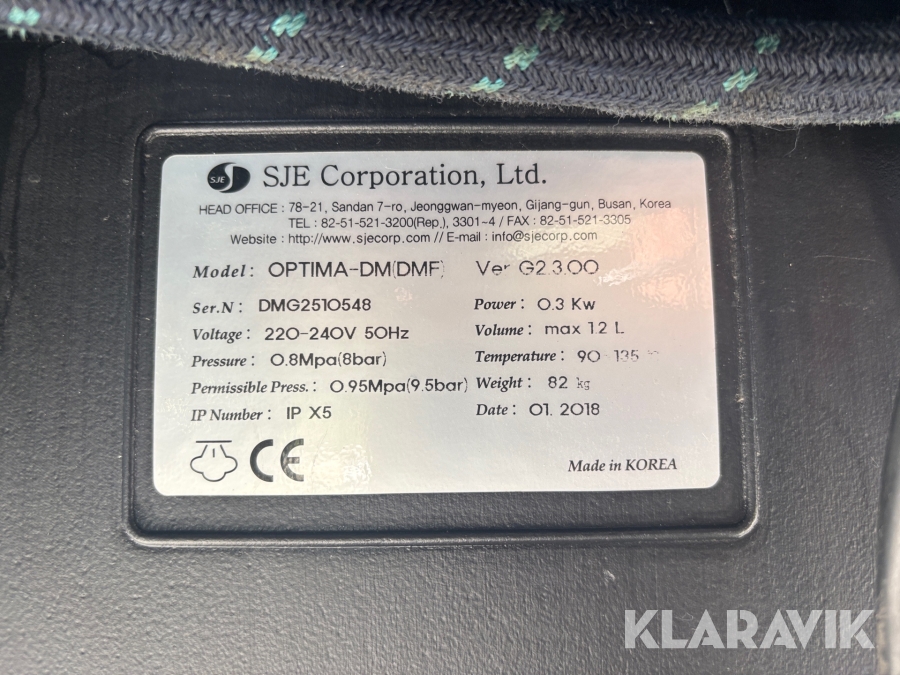 SJE SJE Corporation, Ltd.
HEAD OFFICE : 78-21, Sandan 7-ro, Jeonggwan-myeon, Gijang-gun, Busan, Korea
TEL : 82-51-521-3200(Rep.), 3301~4 / FAX : 82-51-521-3305
Website : http://www.sjecorp.com // E-mail : info@sjecorp.com
Model: OPTIMA-DM(DMF) Ver G2.3.00
Ser.N DMG2510548 Power: 0.3 Kw
Voltage: 220-240V 50Hz Volume: max 12 L
Pressure: 0.8Mpa(8bar) Temperature: 90-135
Permissible Press.: 0.95Mpa(9.5bar) Weight: 82 kg
IP Number: IP X5 Date: 01. 2018
CE Made in KOREA
KLARAVIK